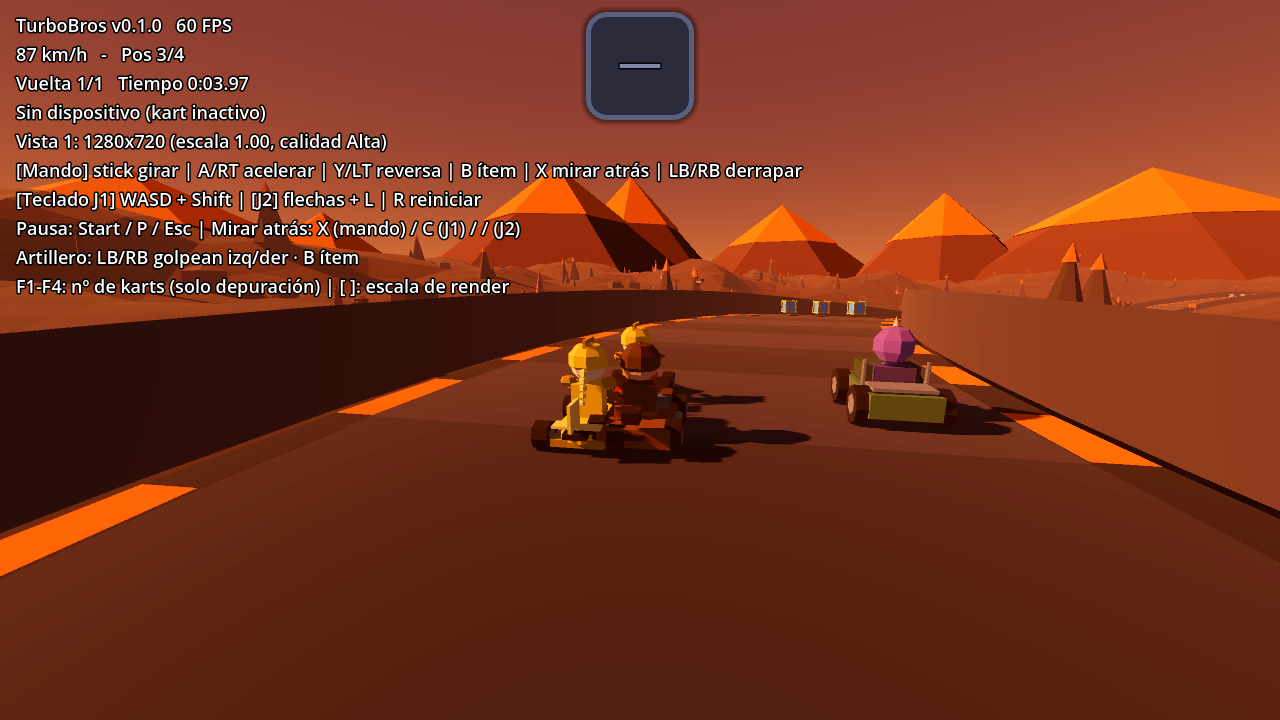 TurboBros v0.1.0   60 FPS
87 km/h  -  Pos 3/4
Vuelta 1/1   Tiempo 0:03.97
Sin dispositivo (kart inactivo)
Vista 1: 1280x720 (escala 1.00, calidad Alta)
[Mando] stick girar | A/RT acelerar | Y/LT reversa | B ítem | X mirar atrás | LB/RB derrapar
[Teclado J1] WASD + Shift | [J2] flechas + L | R reiniciar
Pausa: Start / P / Esc | Mirar atrás: X (mando) / C (J1) / / (J2)
Artillero: LB/RB golpean izq/der · B ítem
F1-F4: nº de karts (solo depuración) | [ ]: escala de render